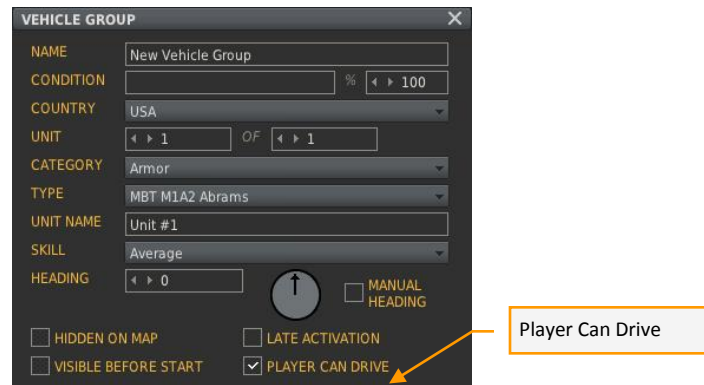 VEHICLE GROUP
NAME New Vehicle Group
CONDITION % 100
COUNTRY USA
UNIT 1 OF 1
CATEGORY Armor
TYPE MBT M1A2 Abrams
UNIT NAME Unit #1
SKILL Average
HEADING 0 MANUAL
HEADING
HIDDEN ON MAP LATE ACTIVATION
Player Can Drive
VISIBLE BEFORE START PLAYER CAN DRIVE